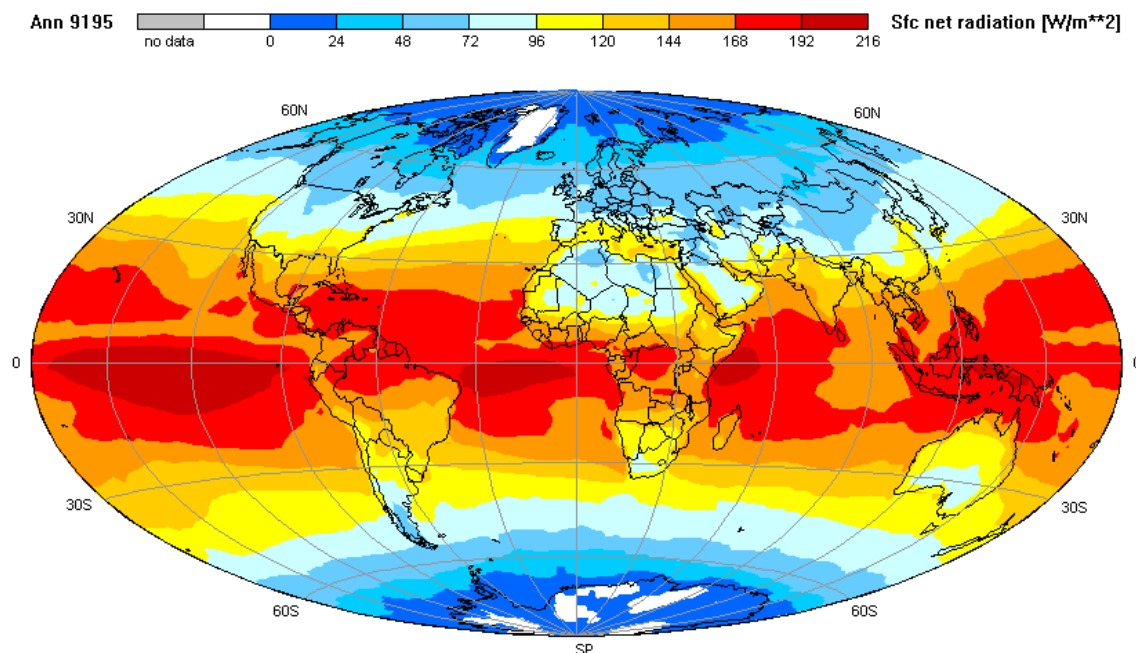 Ann 9195
Sfc net radiation [W/m**2]
no data 0 24 48 72 96 120 144 168 192 216
60N 60N
30N 30N
0 0
30S 30S
60S 60S
SP